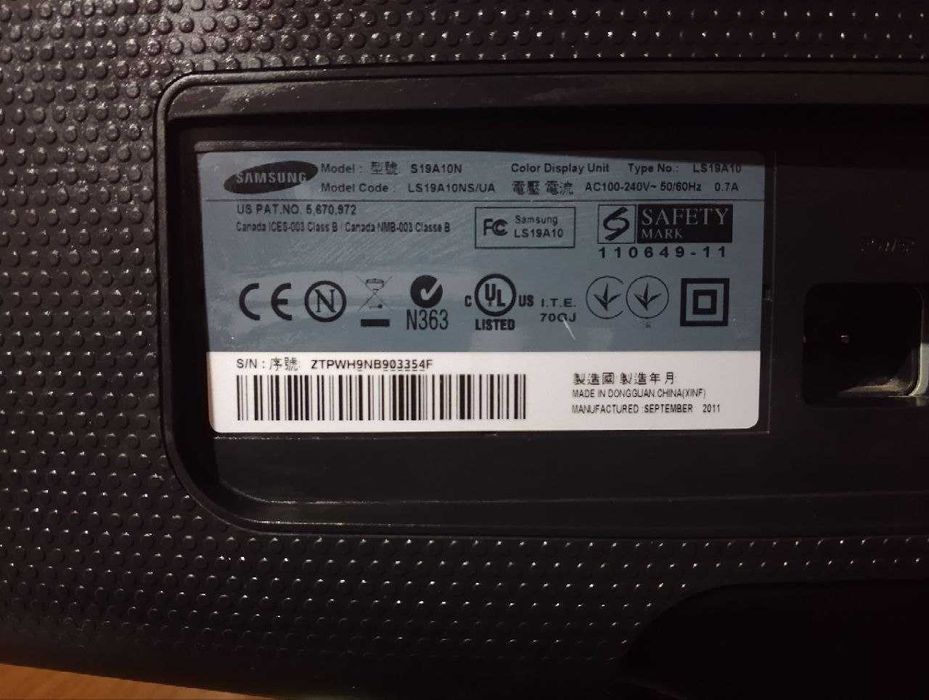 SAMSUNG
Model : 型號 S19A10N Color Display Unit Type No.: LS19A10
Model Code : LS19A10NS/UA 電壓 電流 AC100-240V~ 50/60Hz 0.7A
US PAT.NO. 5,670,972
Canada ICES-003 Class B / Canada NMB-003 Classe B
FC Samsung
LS19A10
SAFETY
MARK
110649-11
CE N N363
C UL US
LISTED
I.T.E.
70GJ
S/N : 序號: ZTPWH9NB903354F
製造國 製造年月
MADE IN DONGGUAN.CHINA(XINF)
MANUFACTURED :SEPTEMBER 2011
POWER